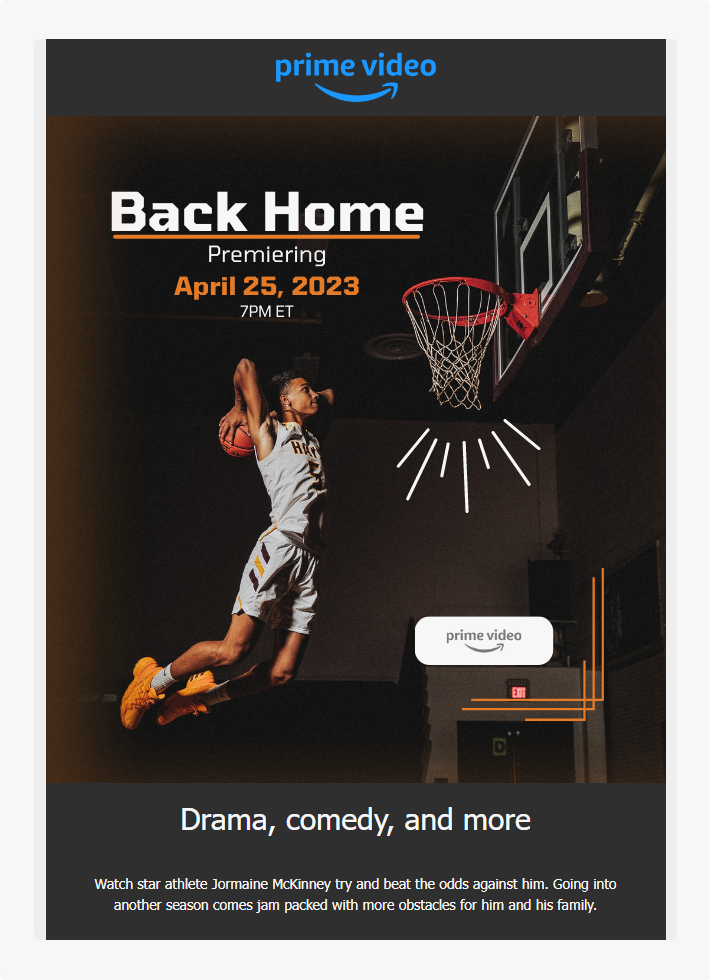 prime video
Back Home
Premiering
April 25, 2023
7PM ET
prime video
EXIT
D
Drama, comedy, and more
Watch star athlete Jormaine McKinney try and beat the odds against him. Going into
another season comes jam packed with more obstacles for him and his family.